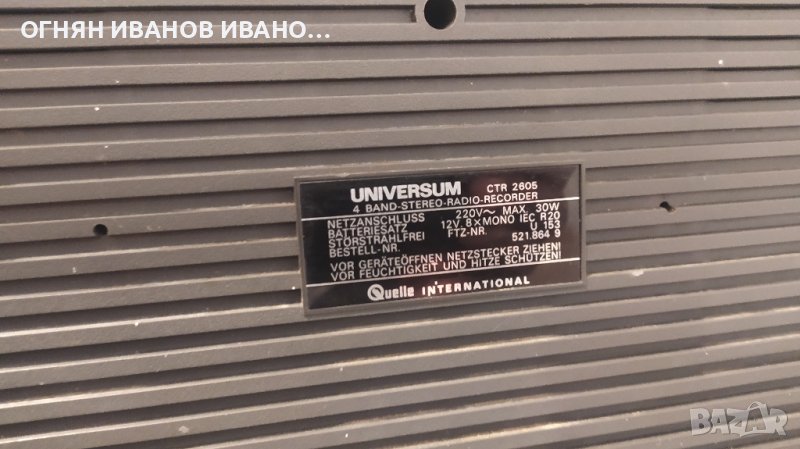 ОГНЯН ИВАНОВ ИВАНО...
UNIVERSUM CTR 2605
4 BAND-STEREO-RADIO-RECORDER
NETZANSCHLUSS 220V~ MAX. 30W
BATTERIESATZ 12V 8xMONO IEC R20
STÖRSTRAHLFREI FTZ-NR. U 153
BESTELL-NR. 521.864 9
VOR GERÄTEÖFFNEN NETZSTECKER ZIEHEN!
VOR FEUCHTIGKEIT UND HITZE SCHÜTZEN!
Quelle INTERNATIONAL
BAZAR